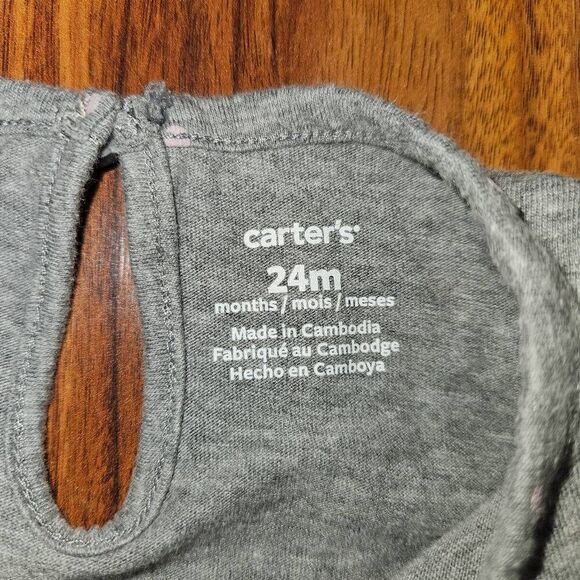 carter's
24m
months / mois / meses
Made in Cambodia
Fabriqué au Cambodge
Hecho en Camboya